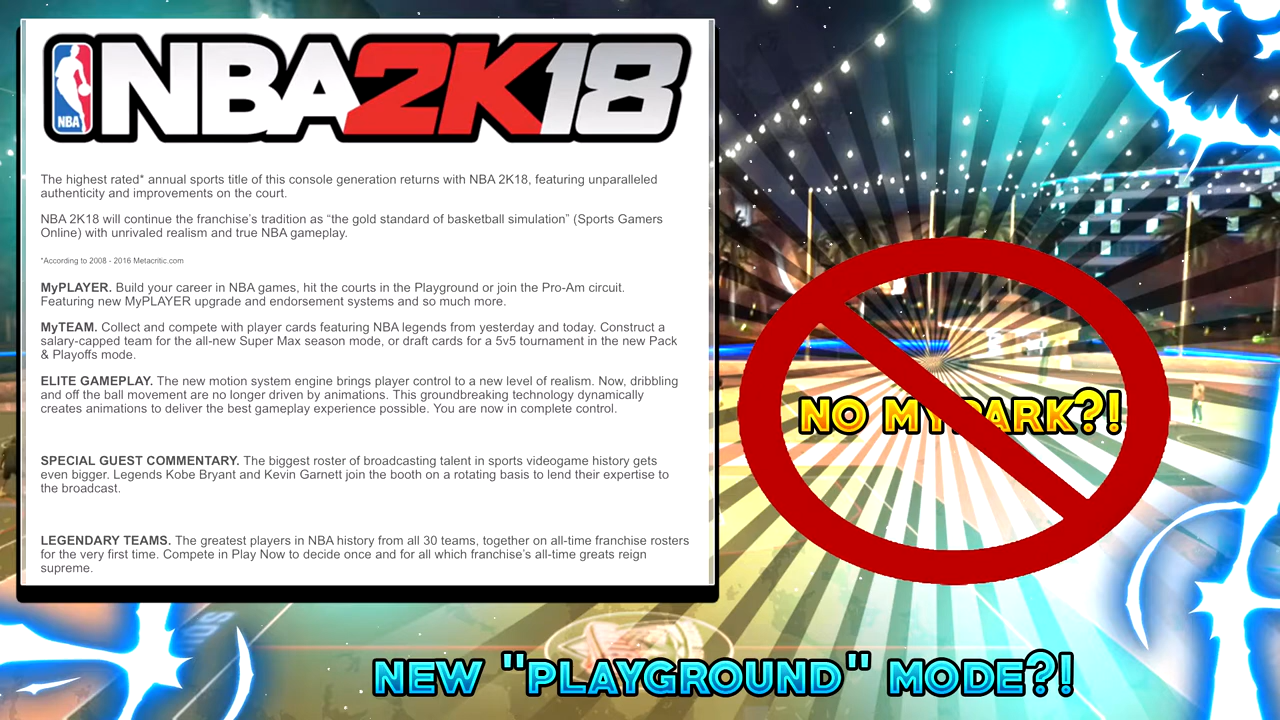 NBA2K18
NBA
The highest rated* annual sports title of this console generation returns with NBA 2K18, featuring unparalleled
authenticity and improvements on the court.
NBA 2K18 will continue the franchise's tradition as “the gold standard of basketball simulation” (Sports Gamers
Online) with unrivaled realism and true NBA gameplay.
*According to 2008 - 2016 Metacritic.com
MyPLAYER. Build your career in NBA games, hit the courts in the Playground or join the Pro-Am circuit.
Featuring new MyPLAYER upgrade and endorsement systems and so much more.
MyTEAM. Collect and compete with player cards featuring NBA legends from yesterday and today. Construct a
salary-capped team for the all-new Super Max season mode, or draft cards for a 5v5 tournament in the new Pack
& Playoffs mode.
ELITE GAMEPLAY. The new motion system engine brings player control to a new level of realism. Now, dribbling
and off the ball movement are no longer driven by animation. This groundbreaking technology dynamically
creates animations to deliver the best gameplay experience possible. You are now in complete control.
SPECIAL GUEST COMMENTARY. The biggest roster of broadcasting talent in sports videogame history gets
even bigger. Legends Kobe Bryant and Kevin Garnett join the booth on a rotating basis to lend their expertise to
the broadcast.
LEGENDARY TEAMS. The greatest players in NBA history from all 30 teams, together on all-time franchise rosters
for the very first time. Compete in Play Now to decide once and for all which franchise's all-time greats reign
supreme.
NO MYPARK?!
NEW "PLAYGROUND" MODE?!